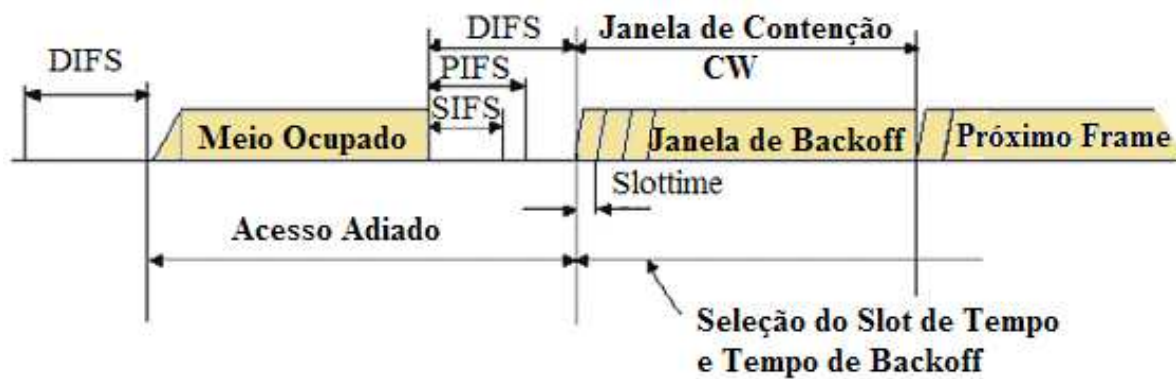 DIFS
Janela de Contenção
CW
DIFS
PIFS
SIFS
Meio Ocupado
Janela de Backoff
Próximo Frame
Slottime
Acesso Adiado
Seleção do Slot de Tempo
e Tempo de Backoff